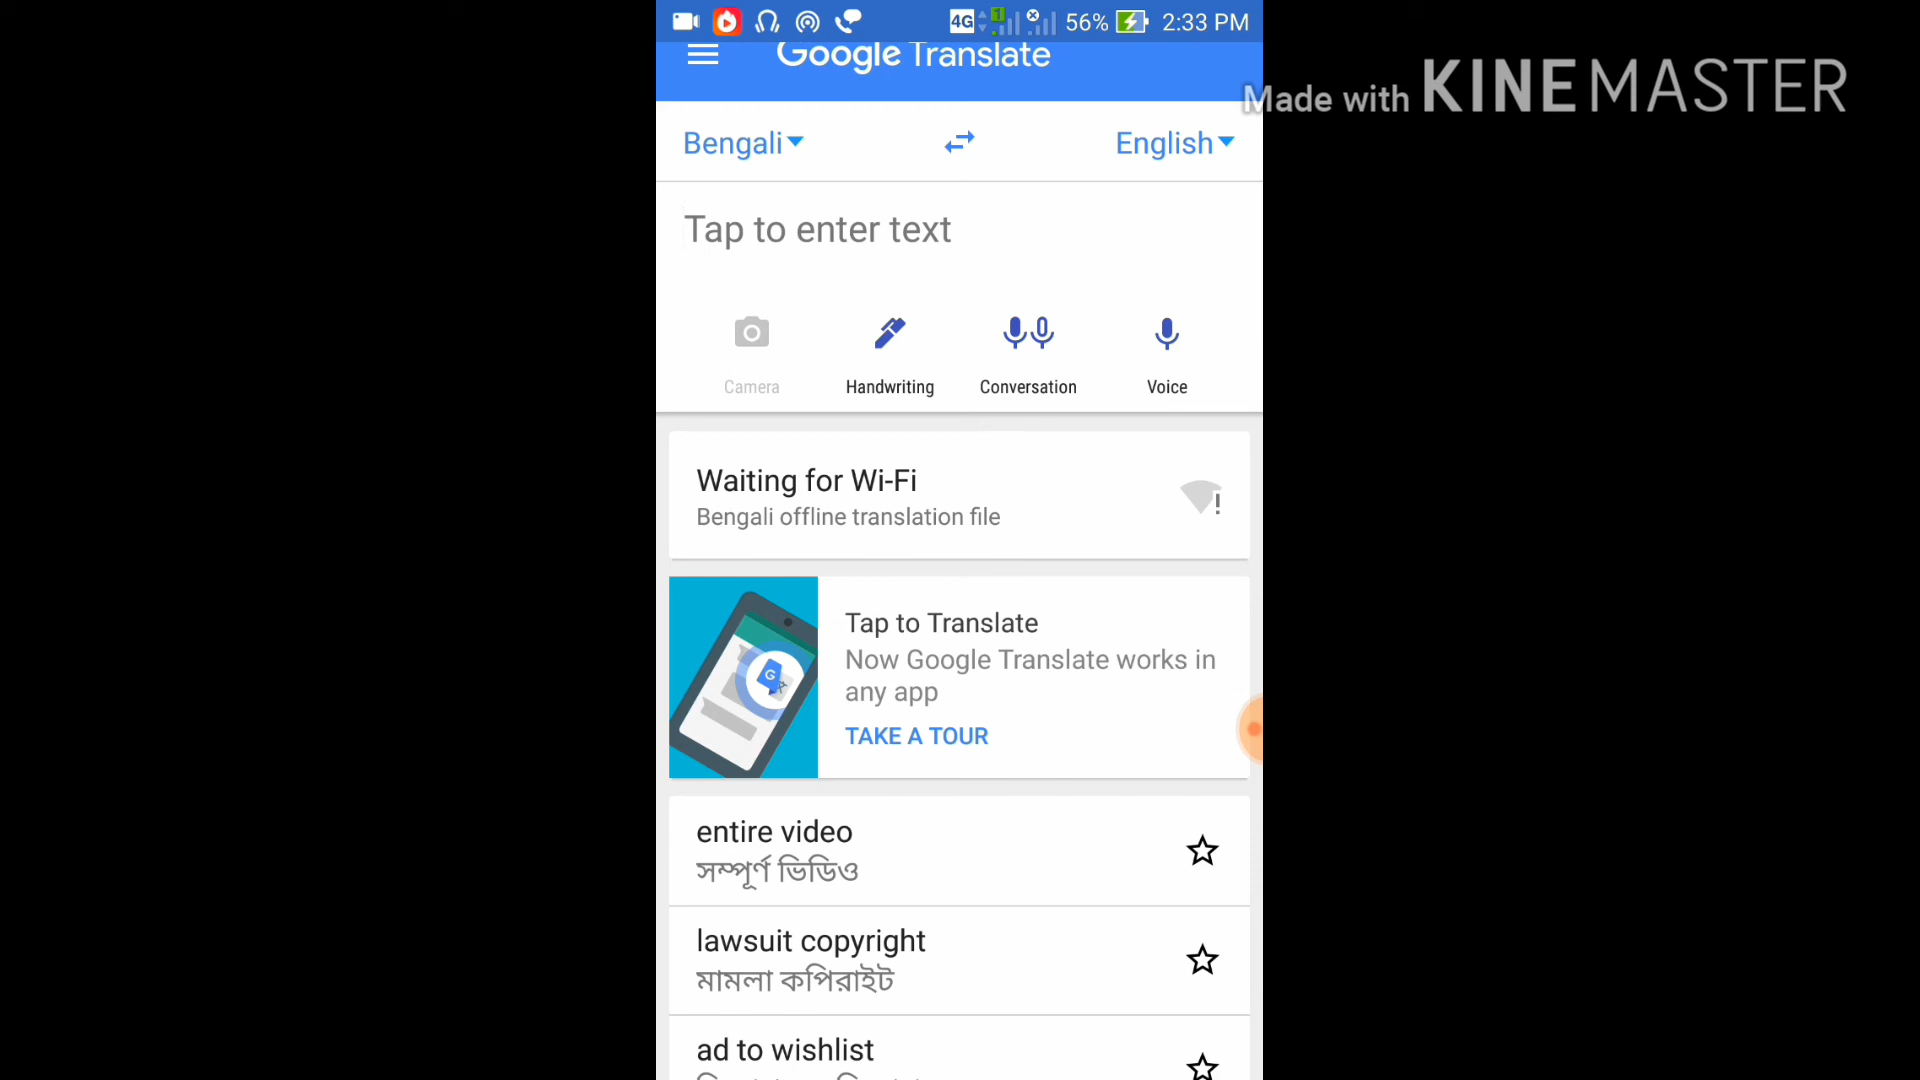 4G 1 56% 2:33 PM
Google Translate
Made with KINEMASTER
Bengali English
Tap to enter text
Camera Handwriting Conversation Voice
Waiting for Wi-Fi
Bengali offline translation file
Tap to Translate
Now Google Translate works in
any app
TAKE A TOUR
entire video
সম্পূর্ণ ভিডিও
lawsuit copyright
মামলা কপিরাইট
ad to wishlist